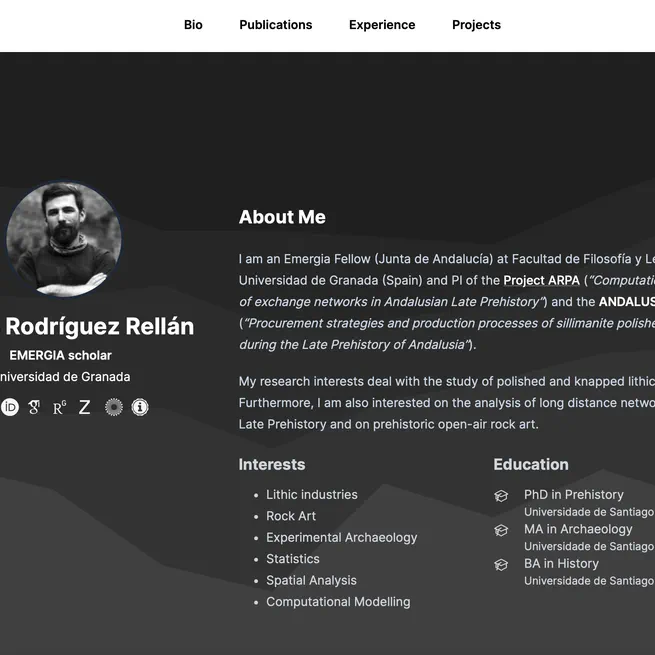 Bio Publications Experience Projects
Rodríguez Rellán
EMERGIA scholar
niversidad de Granada
iD
RG Z
About Me
I am an Emergia Fellow (Junta de Andalucía) at Facultad de Filosofía y Le
Universidad de Granada (Spain) and PI of the Project ARPA (“Computatio
of exchange networks in Andalusian Late Prehistory”) and the ANDALUS
(“Procurement strategies and production processes of sillimanite polishe
during the Late Prehistory of Andalusia”).
My research interests deal with the study of polished and knapped lithic
Furthermore, I am also interested on the analysis of long distance netwo
Late Prehistory and on prehistoric open-air rock art.
Interests
Lithic industries
Rock Art
Experimental Archaeology
Statistics
Spatial Analysis
Computational Modelling
Education
PhD in Prehistory
Universidade de Santiago
MA in Archaeology
Universidade de Santiago
BA in History
Universidade de Santiago